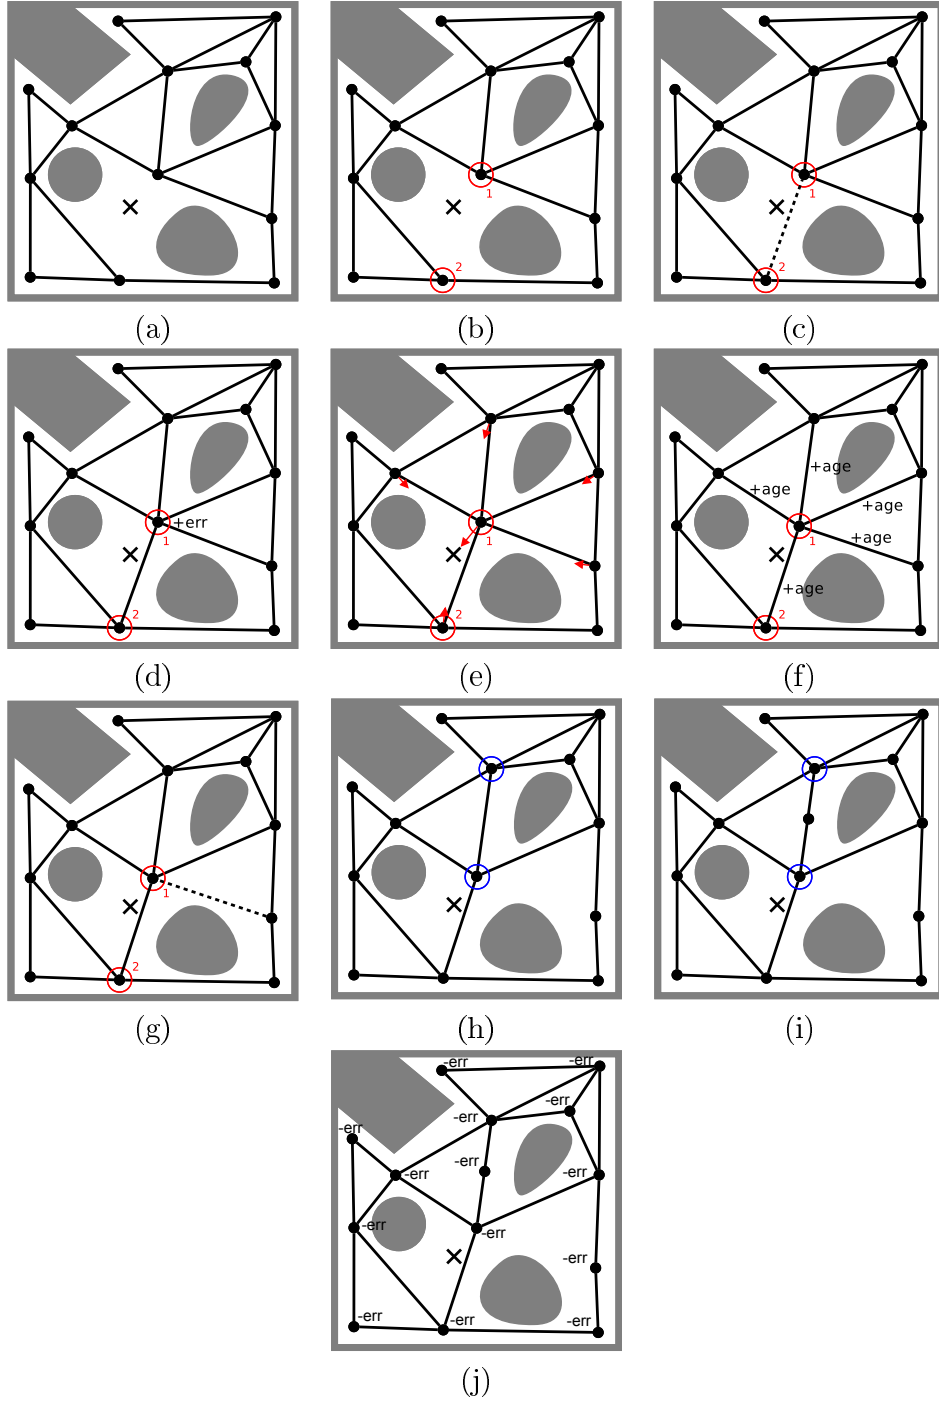 1
2
1
2
(a)
(b)
(c)
+err
1
2
1
2
+age
+age
+age
+age
1
+age
2
(d)
(e)
(f)
1
2
(g)
(h)
(i)
-err
-err
-err
-err
-err
-err
-err
-err
-err
-err
-err
-err
-err
-err
(j)